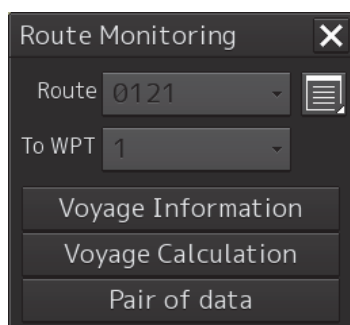 Route Monitoring
Route 0121
To WPT 1
Voyage Information
Voyage Calculation
Pair of data